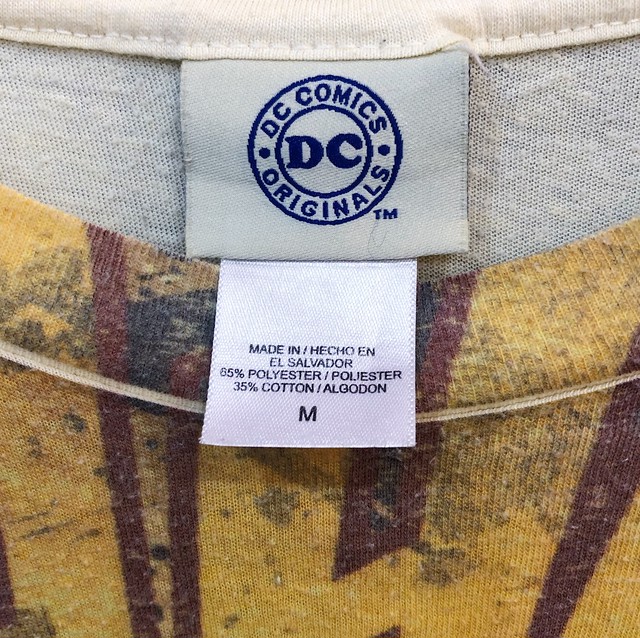 DC COMICS
DC
ORIGINALS
TM
MADE IN / HECHO EN
EL SALVADOR
65% POLYESTER / POLIESTER
35% COTTON / ALGODON
M